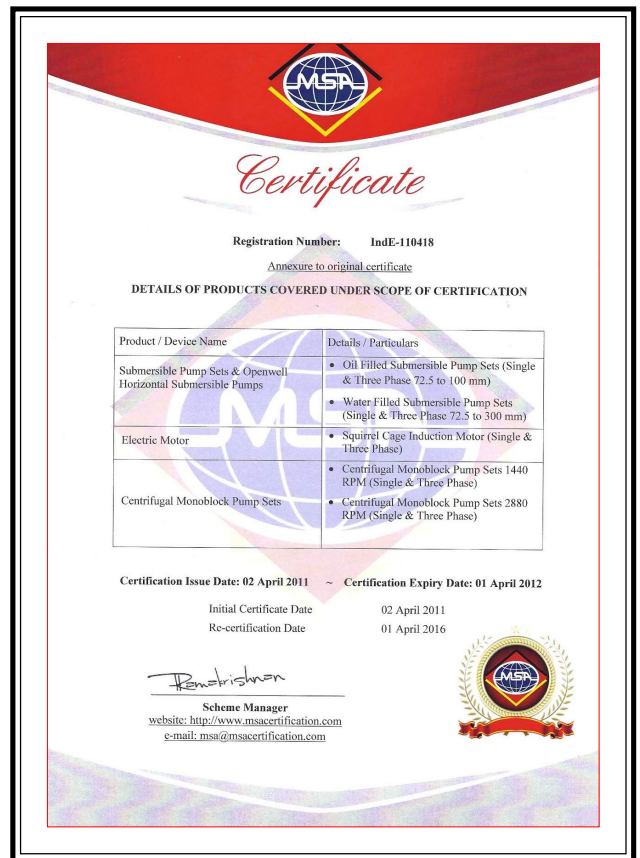 MSA
Certificate
Registration Number: IndE-110418
Annexure to original certificate
DETAILS OF PRODUCTS COVERED UNDER SCOPE OF CERTIFICATION
Product / Device Name
Details / Particulars
Submersible Pump Sets & Openwell
Horizontal Submersible Pumps
• Oil Filled Submersible Pump Sets (Single
& Three Phase 72.5 to 100 mm)
• Water Filled Submersible Pump Sets
(Single & Three Phase 72.5 to 300 mm)
Electric Motor
• Squirrel Cage Induction Motor (Single &
Three Phase)
Centrifugal Monoblock Pump Sets
• Centrifugal Monoblock Pump Sets 1440
RPM (Single & Three Phase)
• Centrifugal Monoblock Pump Sets 2880
RPM (Single & Three Phase)
MSA
Certification Issue Date: 02 April 2011 ~ Certification Expiry Date: 01 April 2012
Initial Certificate Date 02 April 2011
Re-certification Date 01 April 2016
Ramakrishnan
Scheme Manager
website: http://www.msacertification.com
e-mail: msa@msacertification.com
MSA